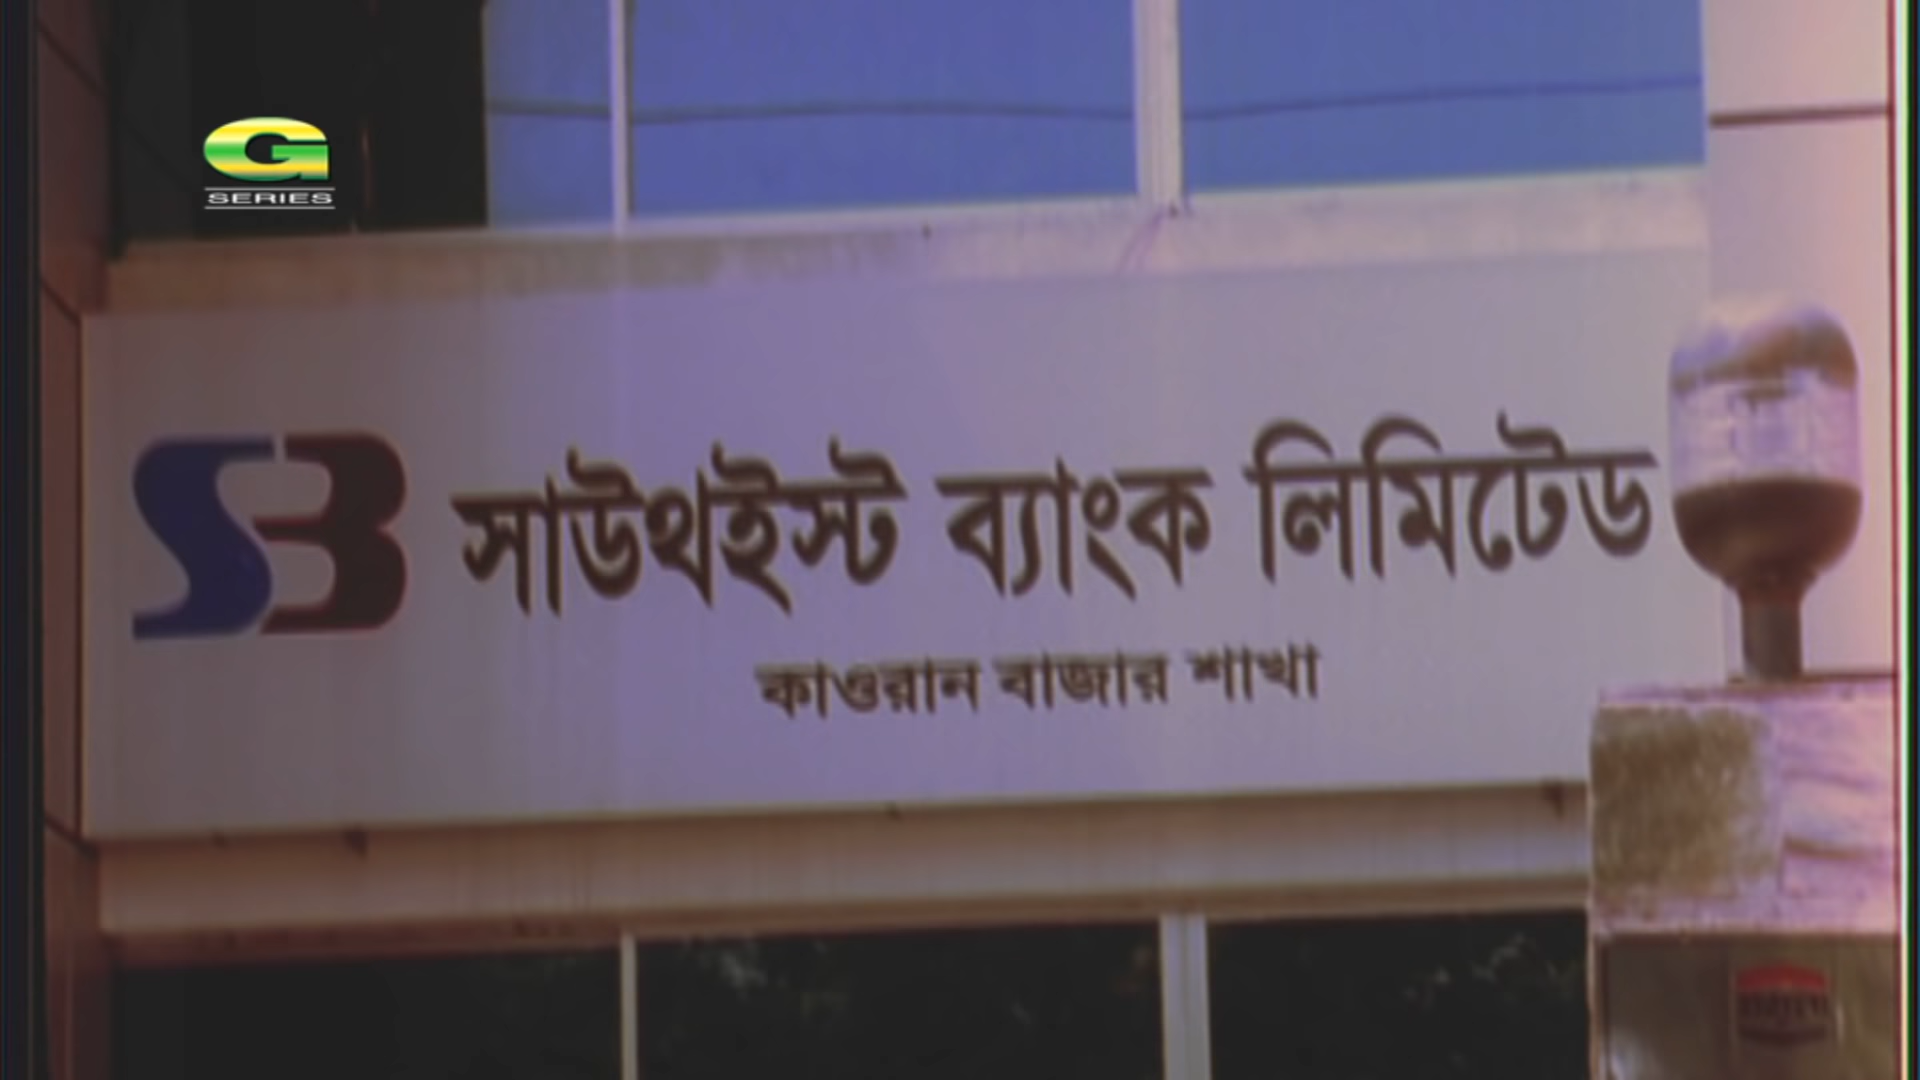 G
SERIES
SB
সাউথইস্ট ব্যাংক লিমিটেড
কাওরান বাজার শাখা